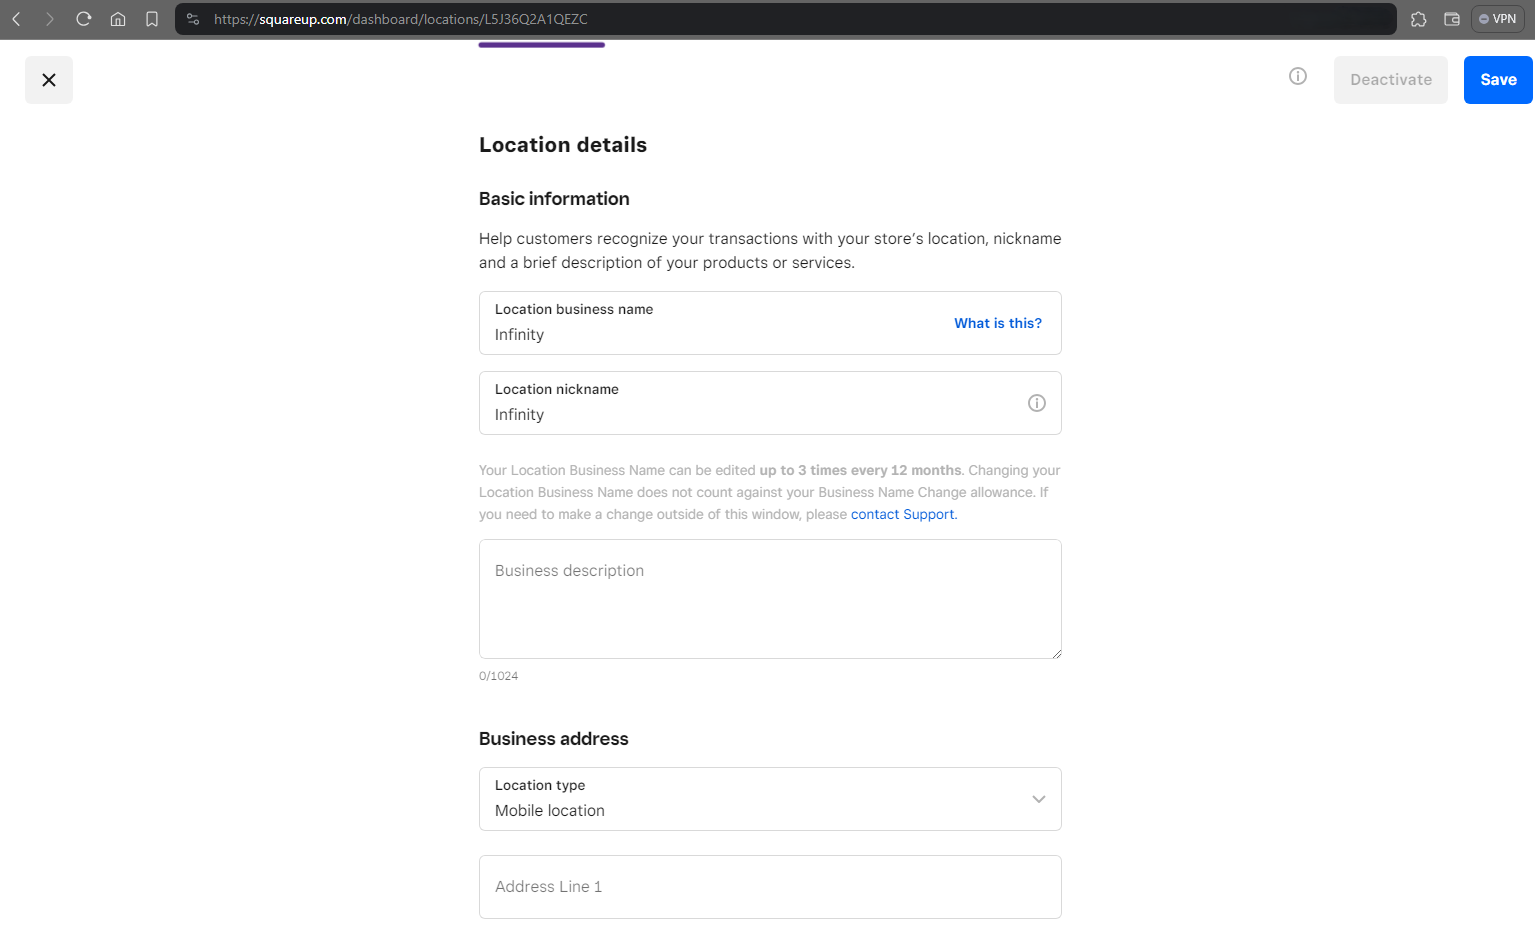 https://squareup.com/dashboard/locations/L5J36Q2A1QEZC
VPN
Deactivate
Save
Location details
Basic information
Help customers recognize your transactions with your store’s location, nickname
and a brief description of your products or services.
Location business name
Infinity
What is this?
Location nickname
Infinity
Your Location Business Name can be edited up to 3 times every 12 months. Changing your
Location Business Name does not count against your Business Name Change allowance. If
you need to make a change outside of this window, please contact Support.
Business description
0/1024
Business address
Location type
Mobile location
Address Line 1